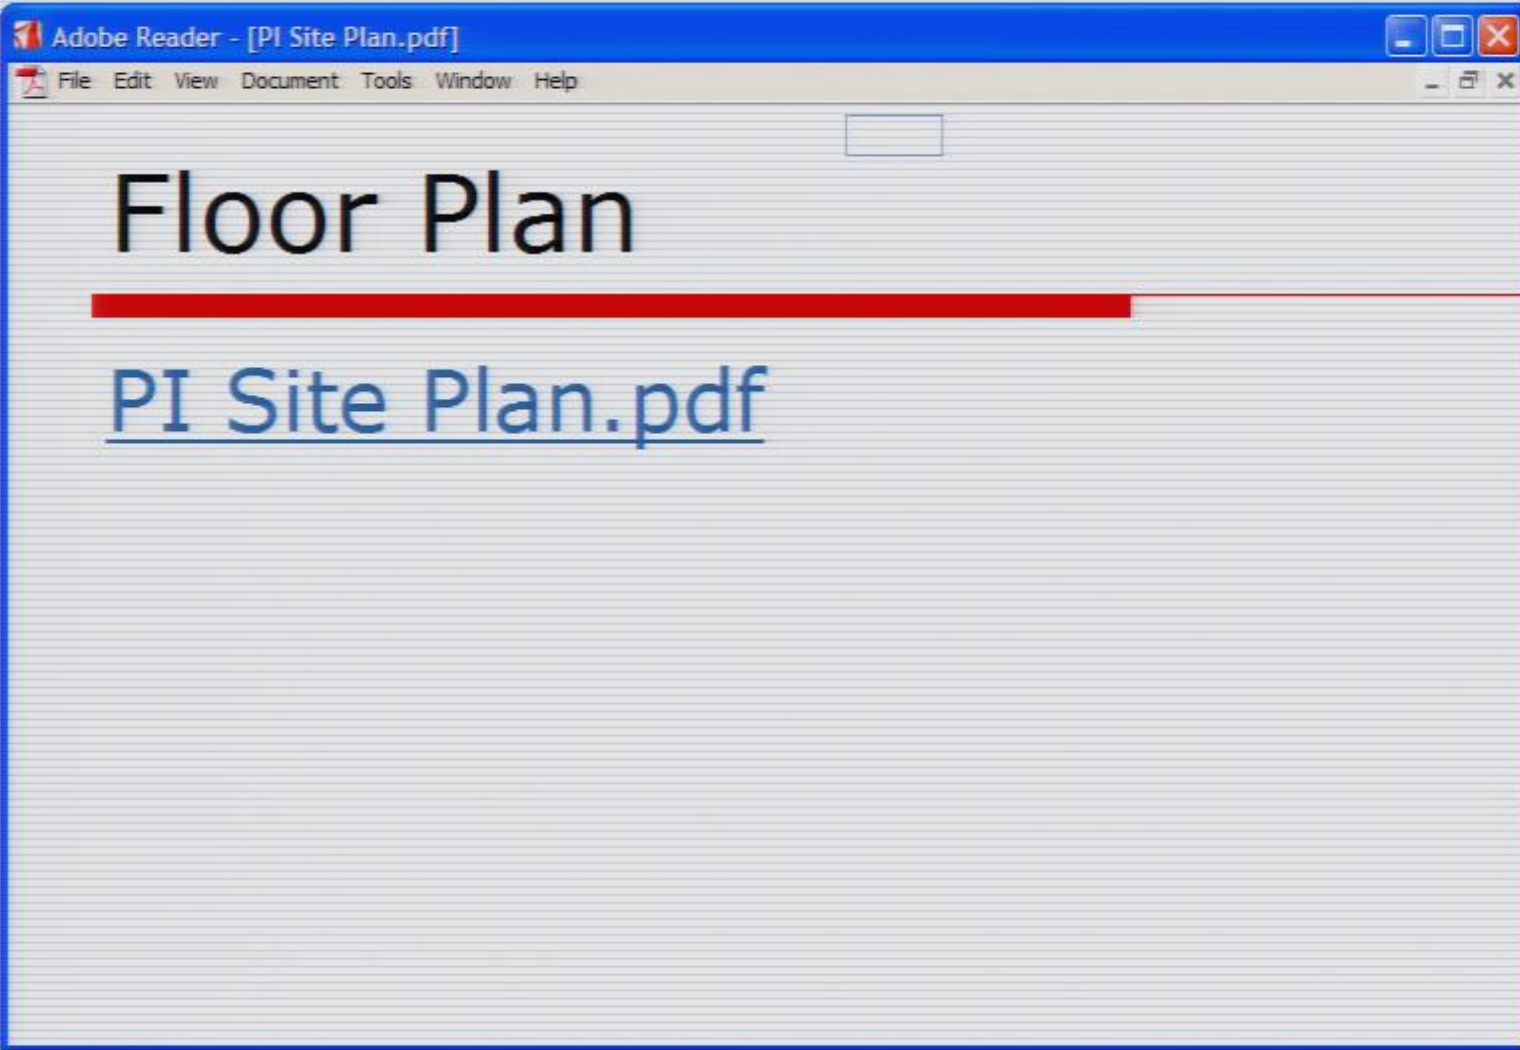 Adobe Reader - [PI Site Plan.pdf]
File Edit View Document Tools Window Help
Floor Plan
PI Site Plan.pdf